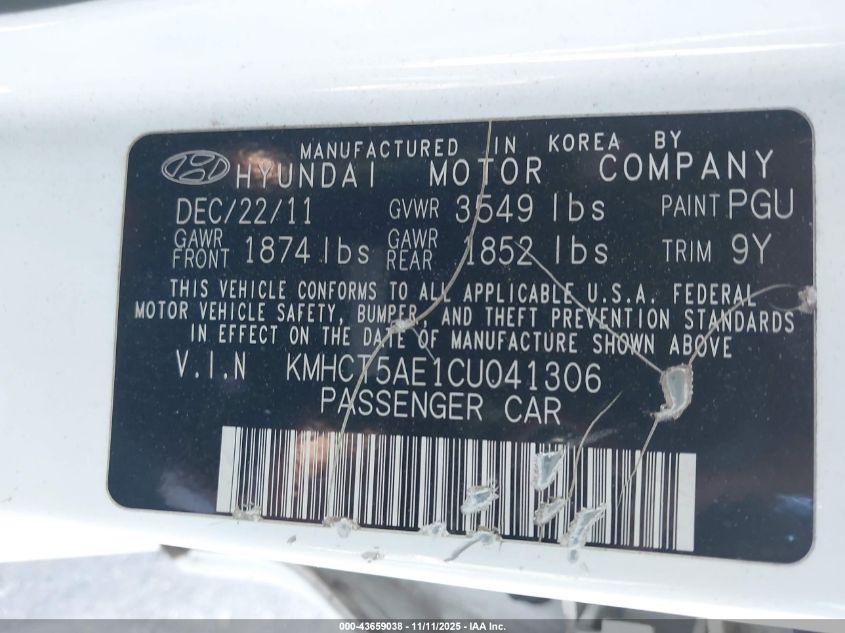 MANUFACTURED IN KOREA BY
HYUNDAI MOTOR COMPANY
DEC/22/11 GVWR 3549 lbs PAINT PGU
GAWR FRONT 1874 lbs GAWR REAR 1852 lbs TRIM 9Y
THIS VEHICLE CONFORMS TO ALL APPLICABLE U.S.A. FEDERAL
MOTOR VEHICLE SAFETY, BUMPER, AND THEFT PREVENTION STANDARDS
IN EFFECT ON THE DATE OF MANUFACTURE SHOWN ABOVE
V.I.N KMHCT5AE1CU041306
PASSENGER CAR
000-43659038 - 11/11/2025 - IAA Inc.